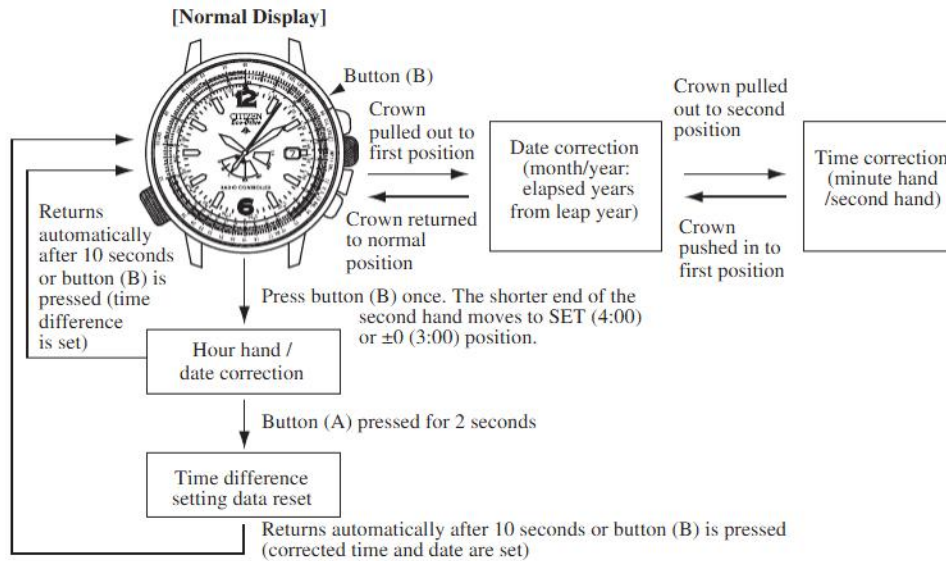 [Normal Display]
Button (B)
12
CITIZEN
Eco-Drive
RADIO CONTROLLED
6
Crown
pulled out to
first position
Crown returned
to normal
position
Date correction
(month/year:
elapsed years
from leap year)
Crown pulled
out to second
position
Crown
pushed in to
first position
Time correction
(minute hand
/second hand)
Returns
automatically
after 10 seconds
or button (B) is
pressed (time
difference
is set)
Press button (B) once. The shorter end of the
second hand moves to SET (4:00)
or ±0 (3:00) position.
Hour hand /
date correction
Button (A) pressed for 2 seconds
Time difference
setting data reset
Returns automatically after 10 seconds or button (B) is pressed
(corrected time and date are set)